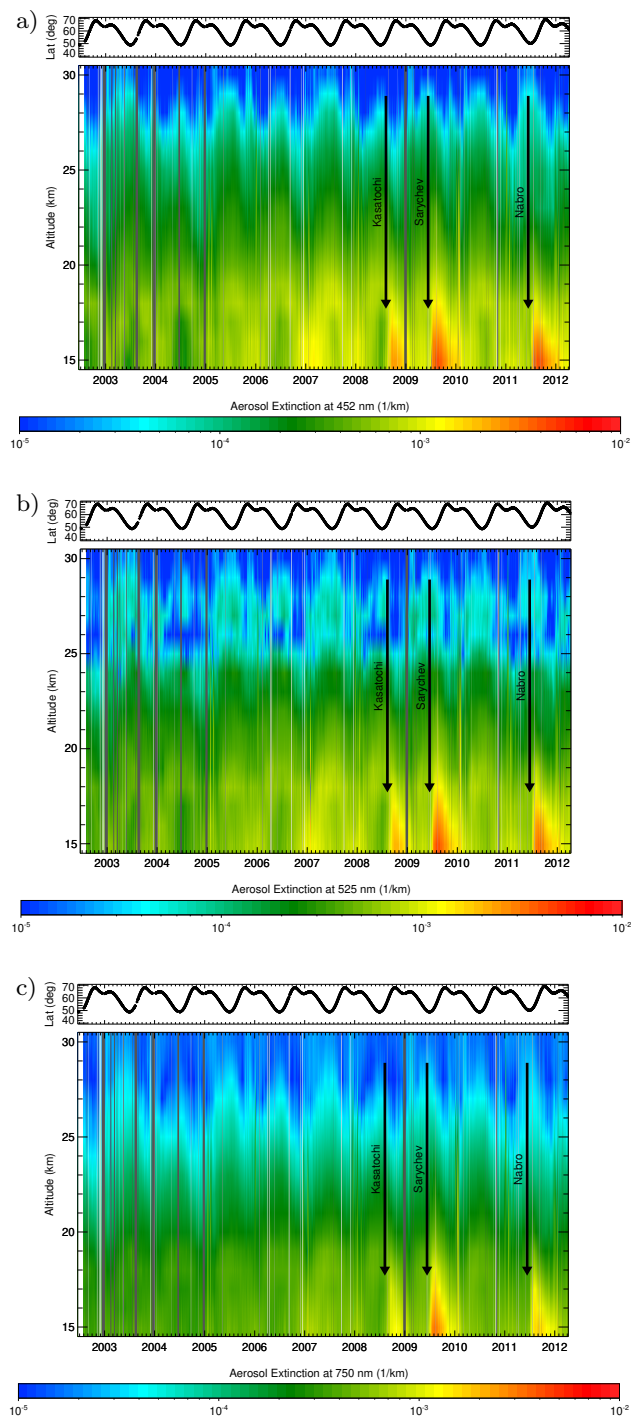 a)
Lat (deg)
70
60
50
40
Altitude (km)
30
25
20
15
Kasatochi
Sarychev
Nabro
2003 2004 2005 2006 2007 2008 2009 2010 2011 2012
Aerosol Extinction at 452 nm (1/km)
10⁻⁵ 10⁻⁴ 10⁻³ 10⁻²
b)
Lat (deg)
70
60
50
40
Altitude (km)
30
25
20
15
Kasatochi
Sarychev
Nabro
2003 2004 2005 2006 2007 2008 2009 2010 2011 2012
Aerosol Extinction at 525 nm (1/km)
10⁻⁵ 10⁻⁴ 10⁻³ 10⁻²
c)
Lat (deg)
70
60
50
40
Altitude (km)
30
25
20
15
Kasatochi
Sarychev
Nabro
2003 2004 2005 2006 2007 2008 2009 2010 2011 2012
Aerosol Extinction at 750 nm (1/km)
10⁻⁵ 10⁻⁴ 10⁻³ 10⁻²